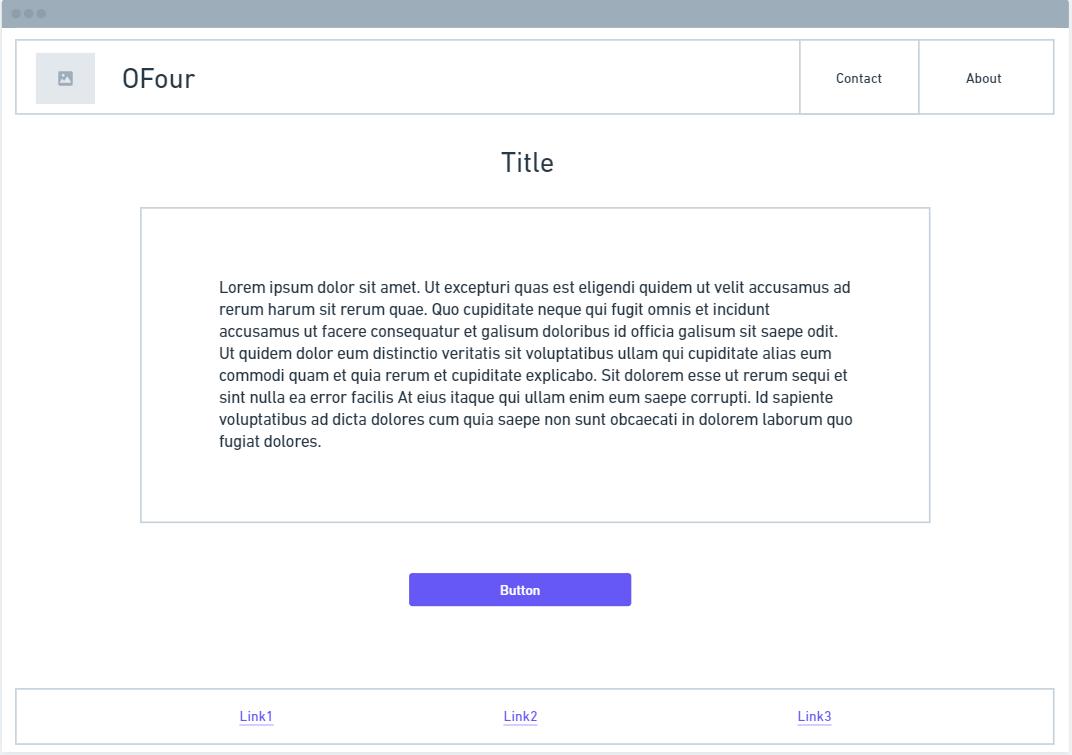 OFour
Contact
About
Title
Lorem ipsum dolor sit amet. Ut excepturi quas est eligendi quidem ut velit accusamus ad
rerum harum sit rerum quae. Quo cupiditate neque qui fugit omnis et incidunt
accusamus ut facere consequatur et galisum doloribus id officia galisum sit saepe odit.
Ut quidem dolor eum distinctio veritatis sit voluptatibus ullam qui cupiditate alias eum
commodi quam et quia rerum et cupiditate explicabo. Sit dolorem esse ut rerum sequi et
sint nulla ea error facilis At eius itaque qui ullam enim eum saepe corrupti. Id sapiente
voluptatibus ad dicta dolores cum quia saepe non sunt obcaecati in dolorem laborum quo
fugiat dolores.
Button
Link1
Link2
Link3